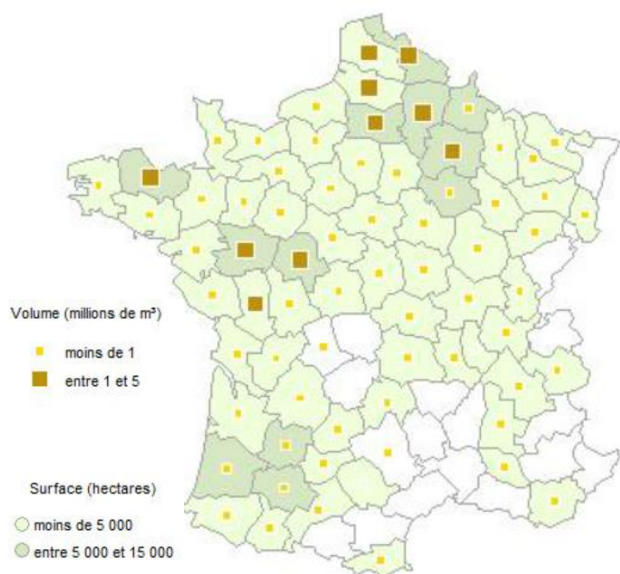 Volume (millions de m³)
moins de 1
entre 1 et 5
Surface (hectares)
moins de 5 000
entre 5 000 et 15 000